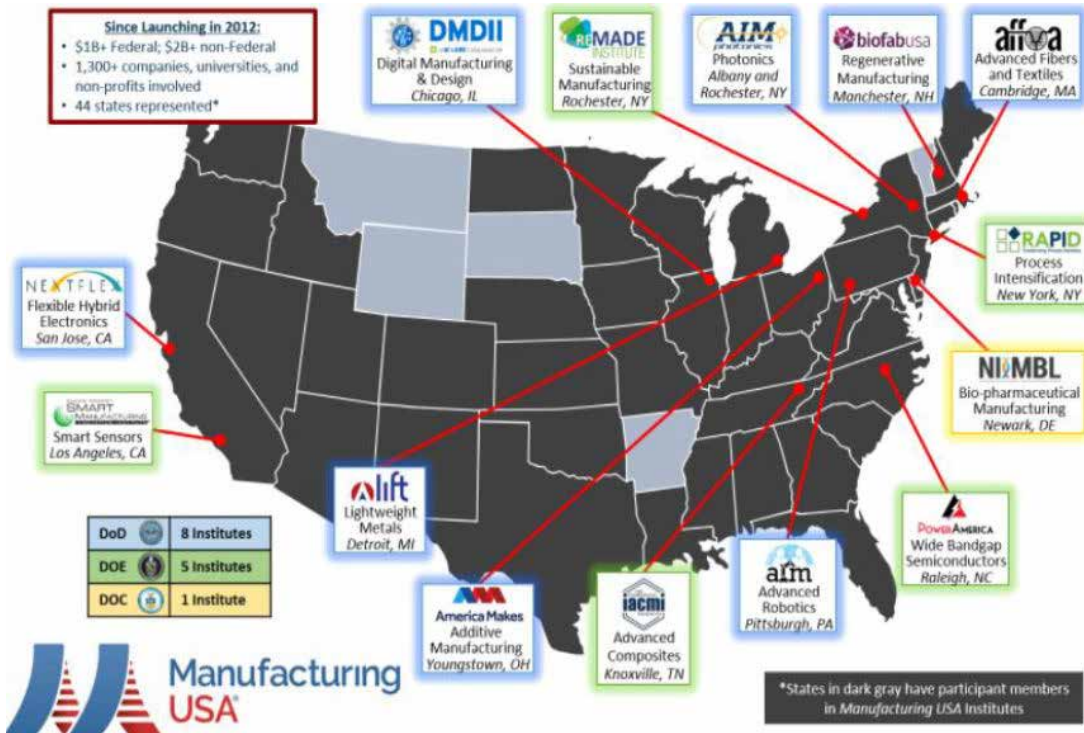 Since Launching in 2012:
• $1B+ Federal; $2B+ non-Federal
• 1,300+ companies, universities, and
non-profits involved
• 44 states represented*
DMDII
Digital Manufacturing
& Design
Chicago, IL
REMADE
INSTITUTE
Sustainable
Manufacturing
Rochester, NY
AIM
photonics
Photonics
Albany and
Rochester, NY
biofabusa
Regenerative
Manufacturing
Manchester, NH
affoa
Advanced Fibers
and Textiles
Cambridge, MA
RAPID
Process
Intensification
New York, NY
NEXTFLEX
Flexible Hybrid
Electronics
San Jose, CA
NIIMBL
Bio-pharmaceutical
Manufacturing
Newark, DE
SMART
MANUFACTURING
Smart Sensors
Los Angeles, CA
lift
Lightweight
Metals
Detroit, MI
POWERAMERICA
Wide Bandgap
Semiconductors
Raleigh, NC
DoD 8 Institutes
DOE 5 Institutes
DOC 1 Institute
America Makes
Additive
Manufacturing
Youngstown, OH
iacmi
Advanced
Composites
Knoxville, TN
arm
Advanced
Robotics
Pittsburgh, PA
Manufacturing
USA®
*States in dark gray have participant members
in Manufacturing USA Institutes